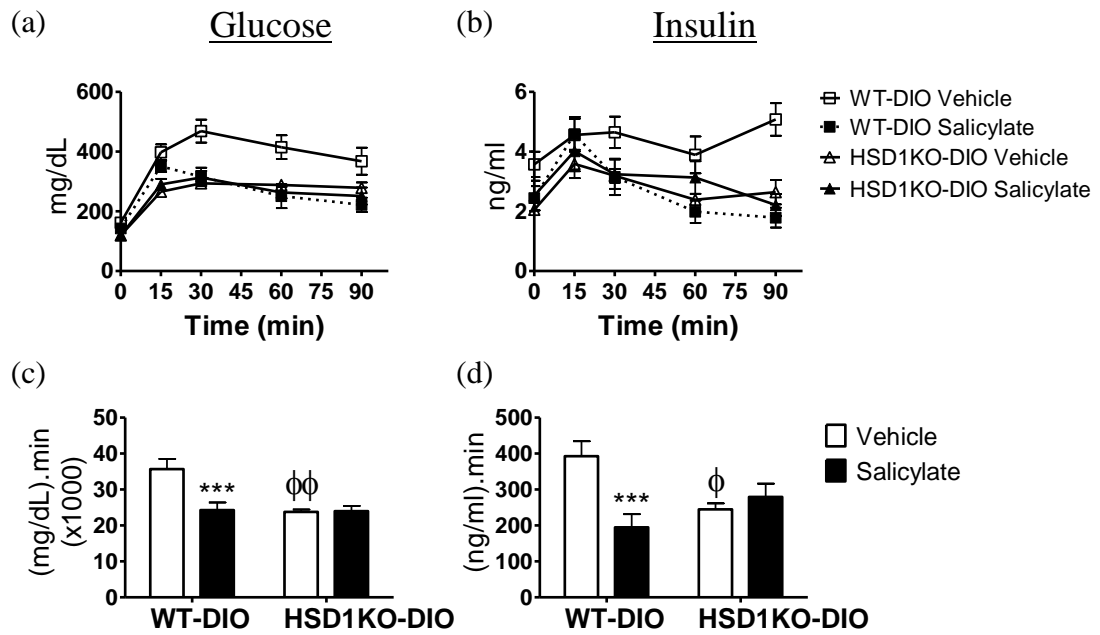 (a)
Glucose
(b)
Insulin
600
400
200
0
mg/dL
0 15 30 45 60 75 90
Time (min)
6
4
2
0
ng/ml
0 15 30 45 60 75 90
Time (min)
WT-DIO Vehicle
WT-DIO Salicylate
HSD1KO-DIO Vehicle
HSD1KO-DIO Salicylate
(c)
50
40
30
20
10
0
(mg/dL).min
(x1000)
***
ϕϕ
WT-DIO HSD1KO-DIO
(d)
500
400
300
200
100
0
(ng/ml).min
***
ϕ
WT-DIO HSD1KO-DIO
Vehicle
Salicylate